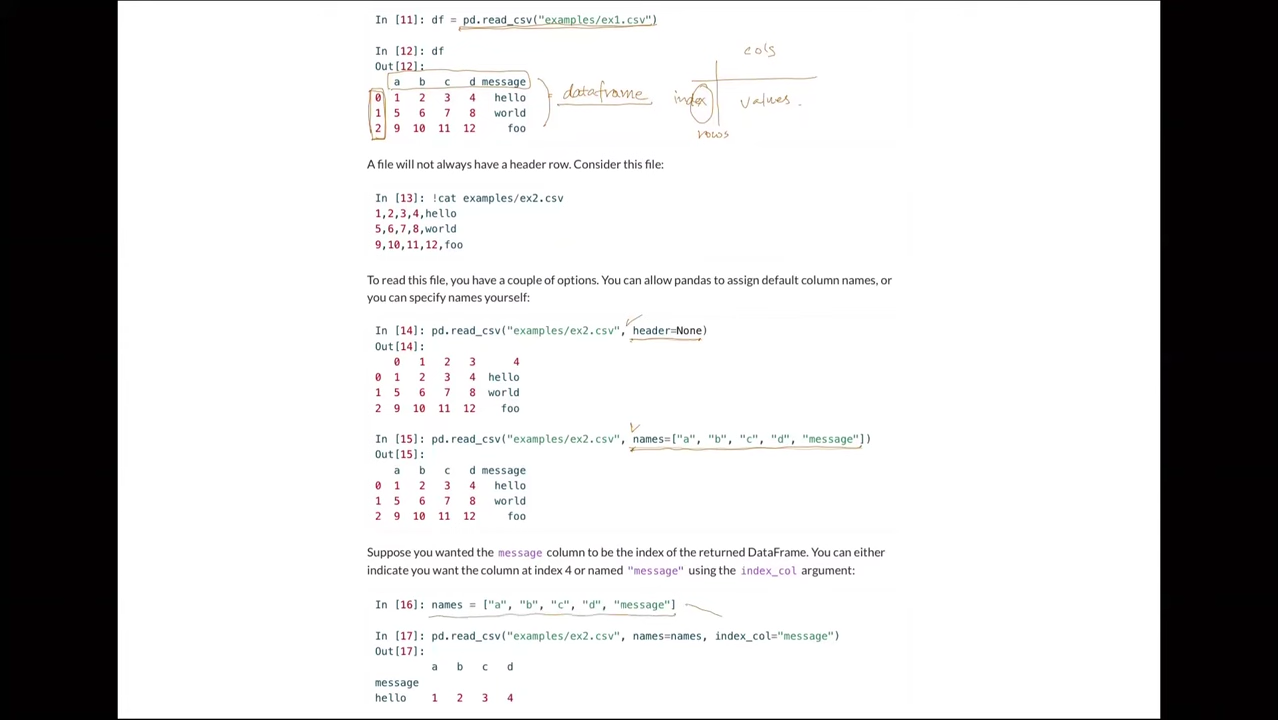 In [11]: df = pd.read_csv("examples/ex1.csv")
In [12]: df
Out[12]:
a b c d message
0 1 2 3 4 hello
1 5 6 7 8 world
2 9 10 11 12 foo
dataframe
cols
index values.
rows
A file will not always have a header row. Consider this file:
In [13]: !cat examples/ex2.csv
1,2,3,4,hello
5,6,7,8,world
9,10,11,12,foo
To read this file, you have a couple of options. You can allow pandas to assign default column names, or
you can specify names yourself:
In [14]: pd.read_csv("examples/ex2.csv", header=None)
Out[14]:
0 1 2 3 4
0 1 2 3 4 hello
1 5 6 7 8 world
2 9 10 11 12 foo
In [15]: pd.read_csv("examples/ex2.csv", names=["a", "b", "c", "d", "message"])
Out[15]:
a b c d message
0 1 2 3 4 hello
1 5 6 7 8 world
2 9 10 11 12 foo
Suppose you wanted the message column to be the index of the returned DataFrame. You can either
indicate you want the column at index 4 or named "message" using the index_col argument:
In [16]: names = ["a", "b", "c", "d", "message"]
In [17]: pd.read_csv("examples/ex2.csv", names=names, index_col="message")
Out[17]:
a b c d
message
hello 1 2 3 4